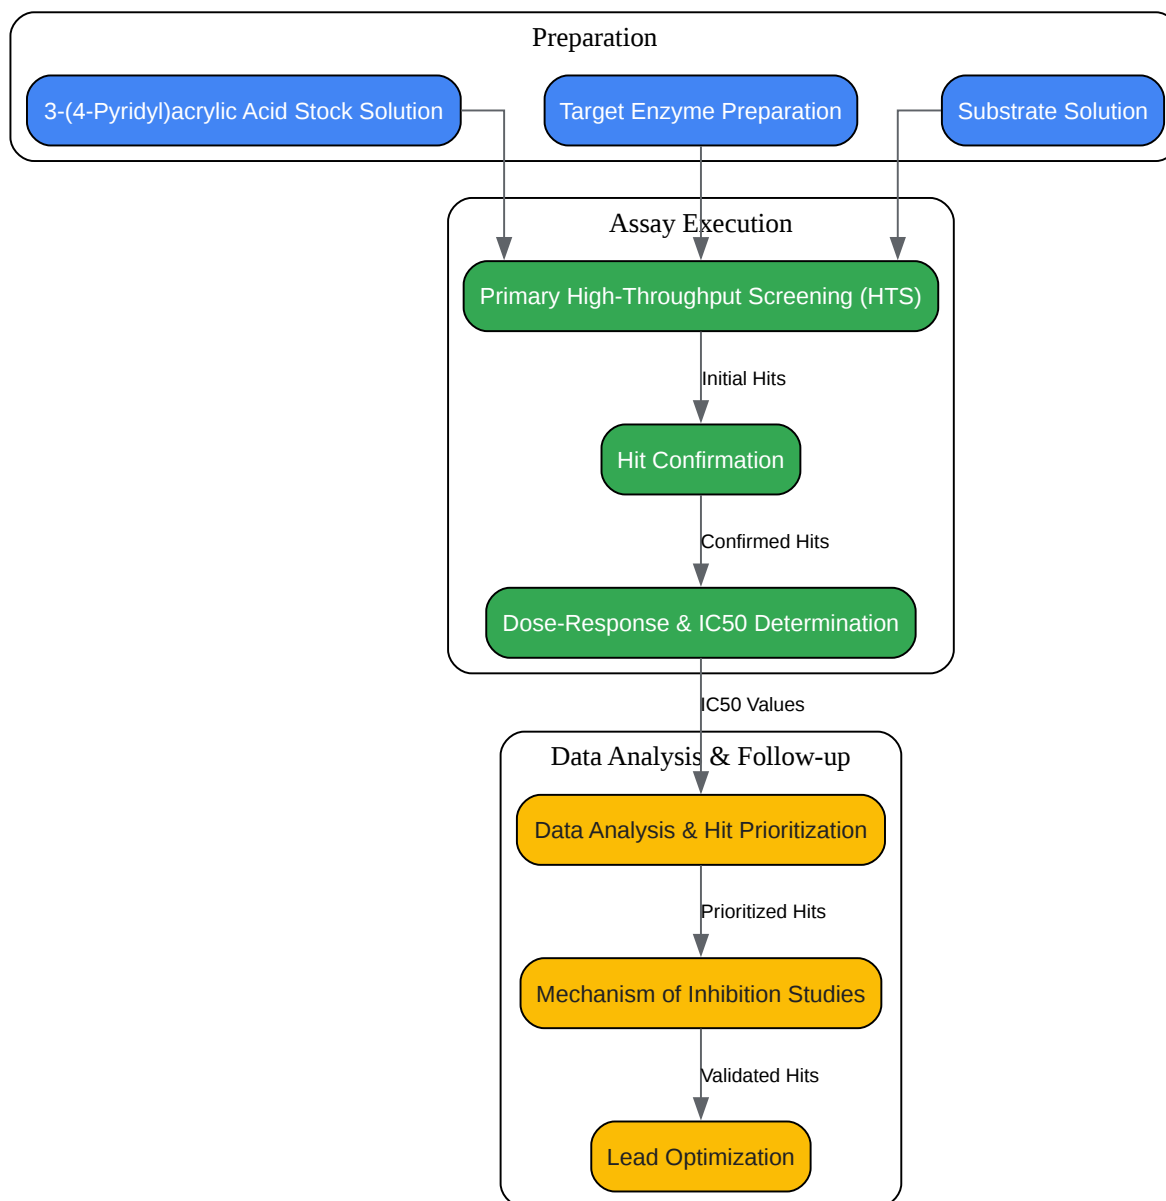 Preparation
3-(4-Pyridyl)acrylic Acid Stock Solution
Target Enzyme Preparation
Substrate Solution
Assay Execution
Primary High-Throughput Screening (HTS)
Initial Hits
Hit Confirmation
Confirmed Hits
Dose-Response & IC50 Determination
IC50 Values
Data Analysis & Follow-up
Data Analysis & Hit Prioritization
Prioritized Hits
Mechanism of Inhibition Studies
Validated Hits
Lead Optimization